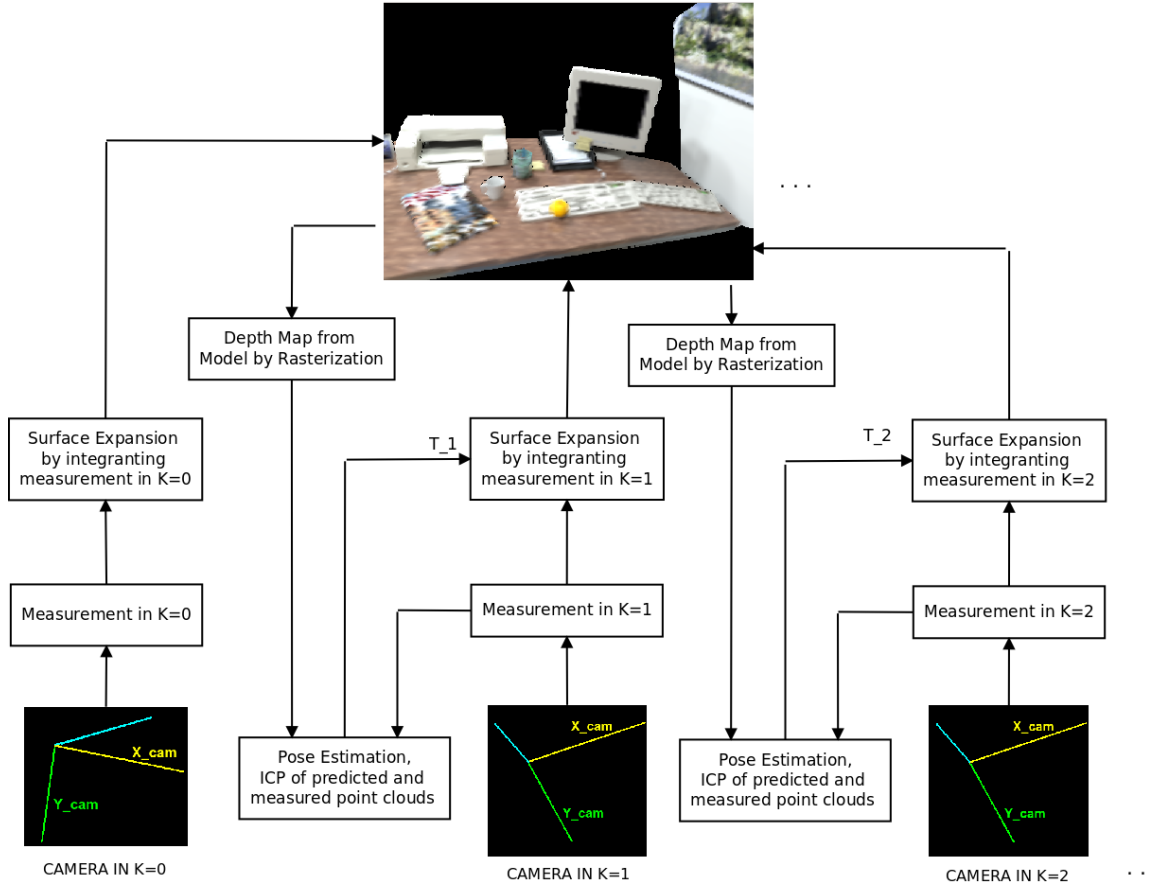 . . .
Depth Map from
Model by Rasterization
Depth Map from
Model by Rasterization
Surface Expansion
by integranting
measurement in K=0
T_1
Surface Expansion
by integranting
measurement in K=1
T_2
Surface Expansion
by integranting
measurement in K=2
Measurement in K=0
Measurement in K=1
Measurement in K=2
X_cam
Y_cam
Pose Estimation,
ICP of predicted and
measured point clouds
X_cam
Y_cam
Pose Estimation,
ICP of predicted and
measured point clouds
X_cam
Y_cam
CAMERA IN K=0
CAMERA IN K=1
CAMERA IN K=2
. .